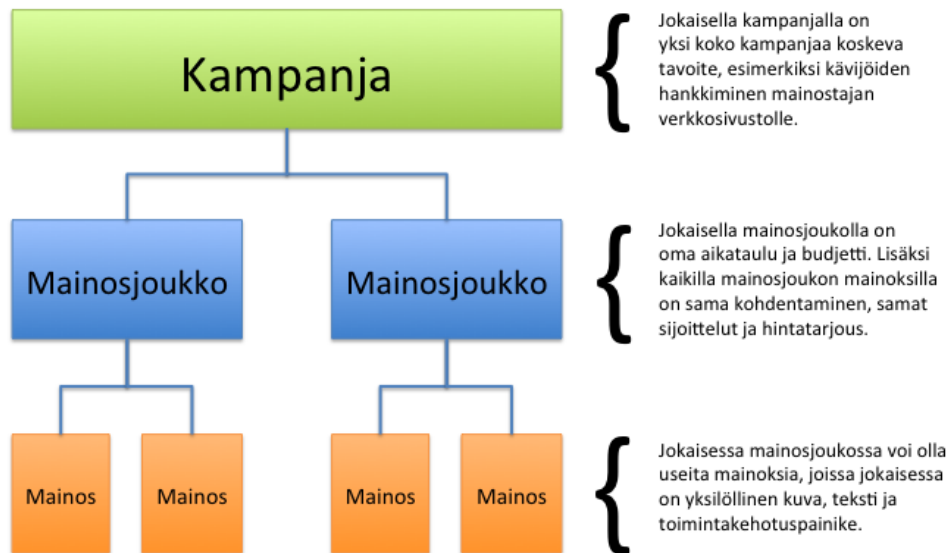 Kampanja
Jokaisella kampanjalla on
yksi koko kampanjaa koskeva
tavoite, esimerkiksi kävijöiden
hankkiminen mainostajan
verkkosivustolle.
Mainosjoukko
Mainosjoukko
Jokaisella mainosjoukolla on
oma aikataulu ja budjetti. Lisäksi
kaikilla mainosjoukon mainoksilla
on sama kohdentaminen, samat
sijoittelut ja hintatarjous.
Mainos
Mainos
Mainos
Mainos
Jokaisessa mainosjoukossa voi olla
useita mainoksia, joissa jokaisessa
on yksilöllinen kuva, teksti ja
toimintakehotuspainike.